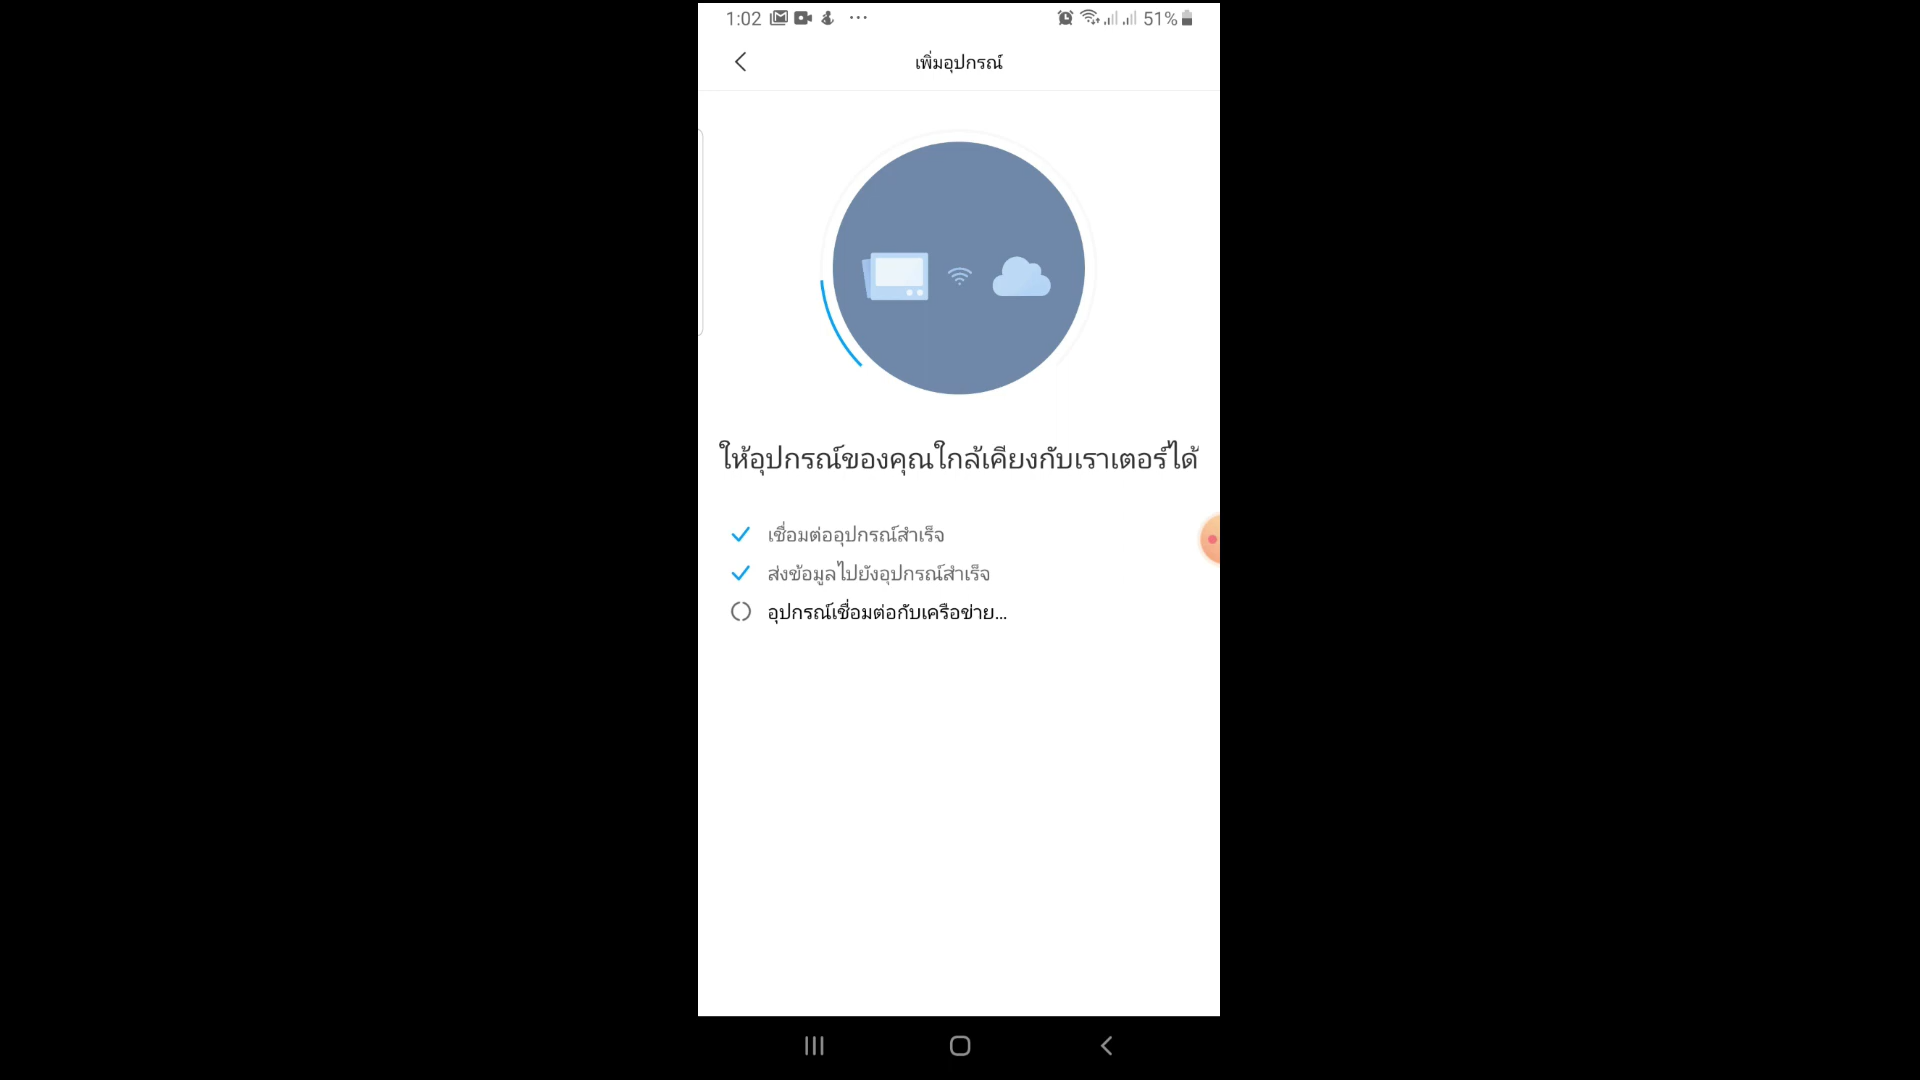 1:02 ... 51%
เพิ่มอุปกรณ์
ให้อุปกรณ์ของคุณใกล้เคียงกับเราเตอร์ได้
เชื่อมต่ออุปกรณ์สำเร็จ
ส่งข้อมูลไปยังอุปกรณ์สำเร็จ
อุปกรณ์เชื่อมต่อกับเครือข่าย...